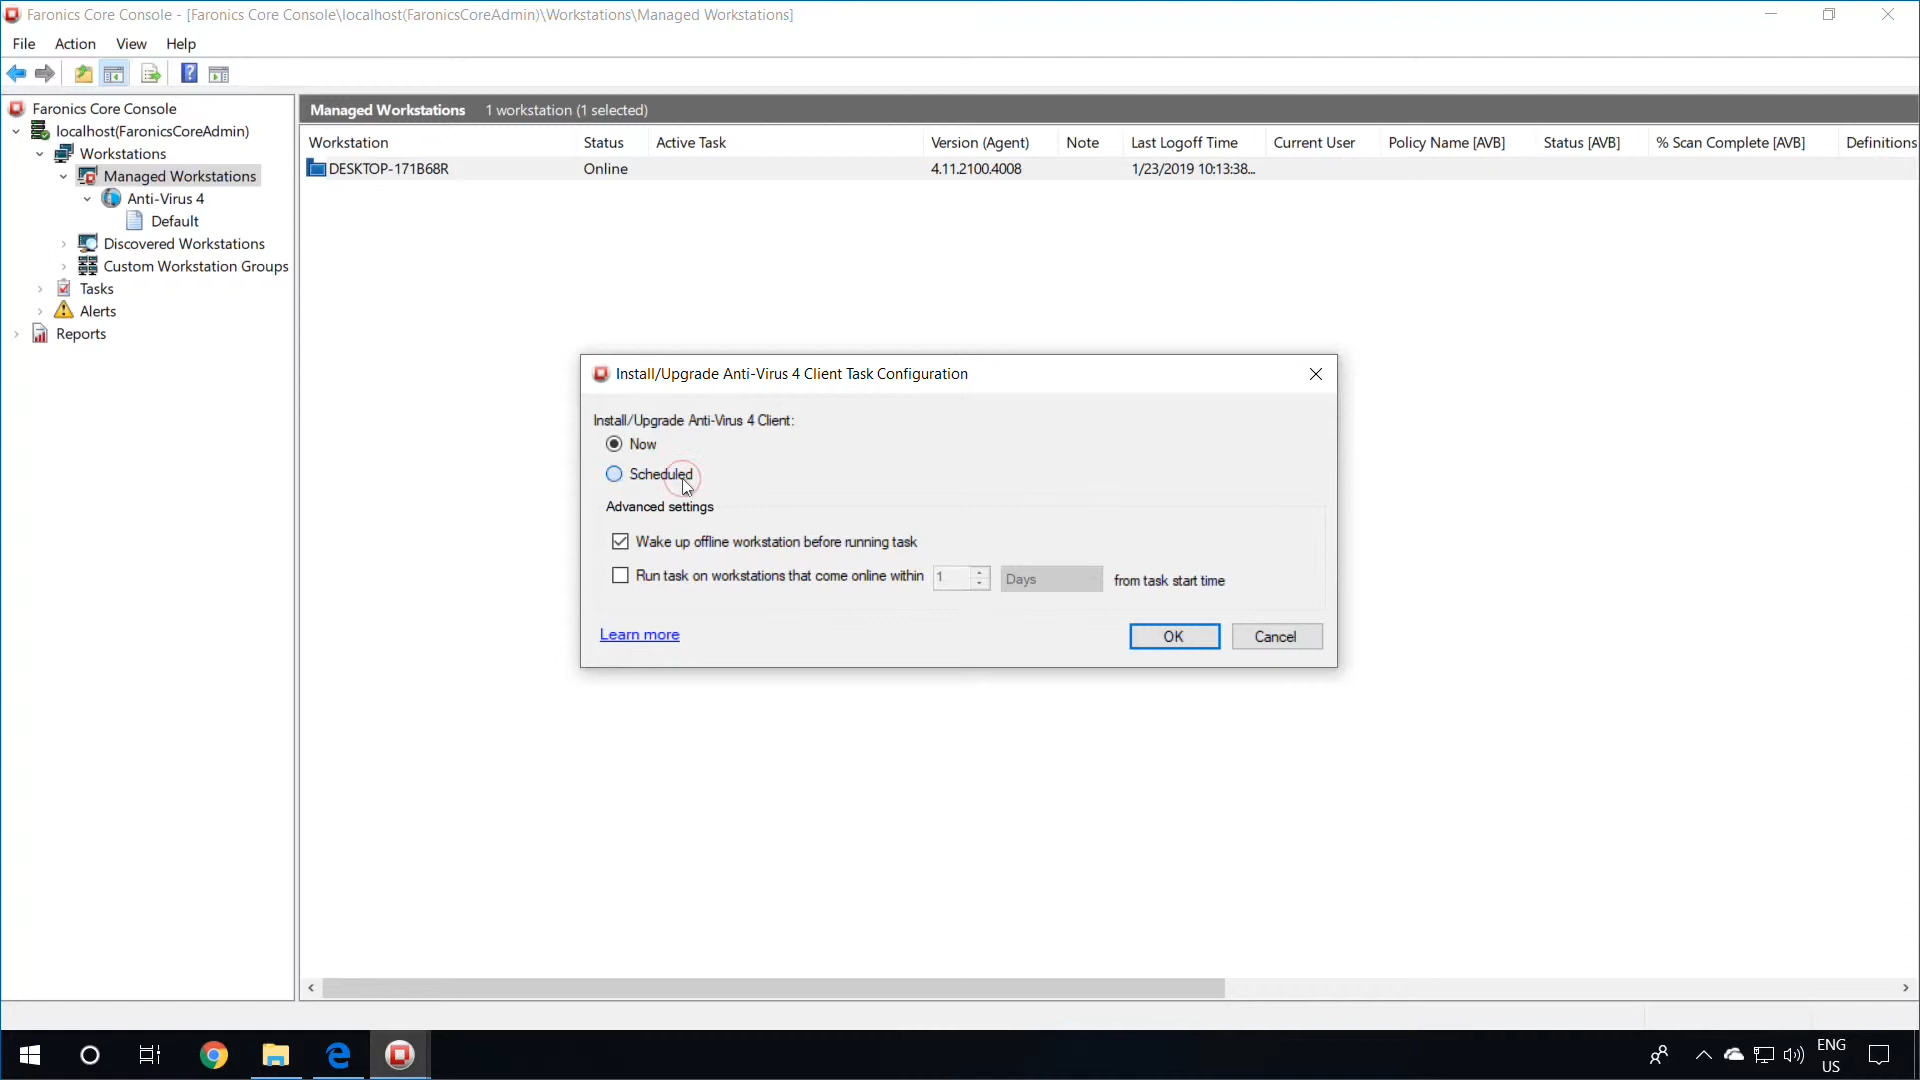 Faronics Core Console - [Faronics Core Console\localhost(FaronicsCoreAdmin)\Workstations\Managed Workstations]
File Action View Help
Faronics Core Console
localhost(FaronicsCoreAdmin)
Workstations
Managed Workstations
Anti-Virus 4
Default
Discovered Workstations
Custom Workstation Groups
Tasks
Alerts
Reports
Managed Workstations 1 workstation (1 selected)
Workstation Status Active Task Version (Agent) Note Last Logoff Time Current User Policy Name [AVB] Status [AVB] % Scan Complete [AVB] Definitions
DESKTOP-171B68R Online 4.11.2100.4008 1/23/2019 10:13:38...
Install/Upgrade Anti-Virus 4 Client Task Configuration
Install/Upgrade Anti-Virus 4 Client:
Now
Scheduled
Advanced settings
Wake up offline workstation before running task
Run task on workstations that come online within 1 Days from task start time
Learn more OK Cancel
ENG
US